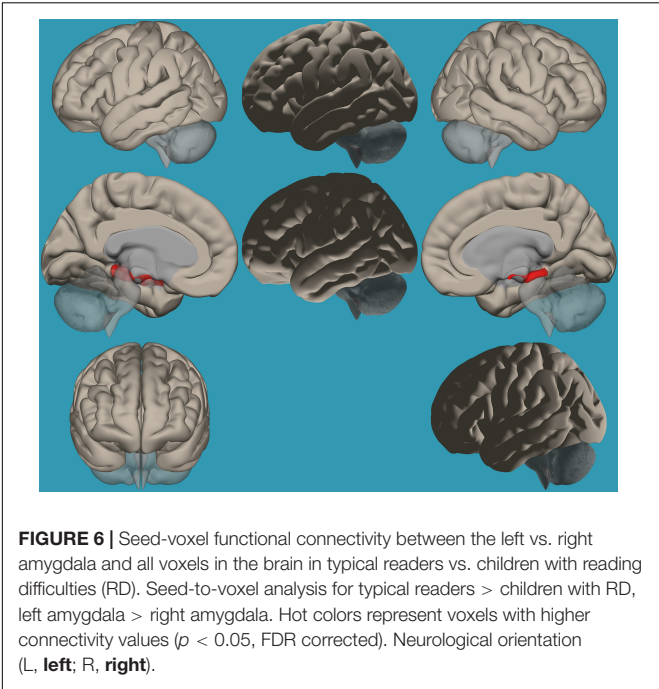 FIGURE 6 | Seed-voxel functional connectivity between the left vs. right
amygdala and all voxels in the brain in typical readers vs. children with reading
difficulties (RD). Seed-to-voxel analysis for typical readers > children with RD,
left amygdala > right amygdala. Hot colors represent voxels with higher
connectivity values (p < 0.05, FDR corrected). Neurological orientation
(L, left; R, right).